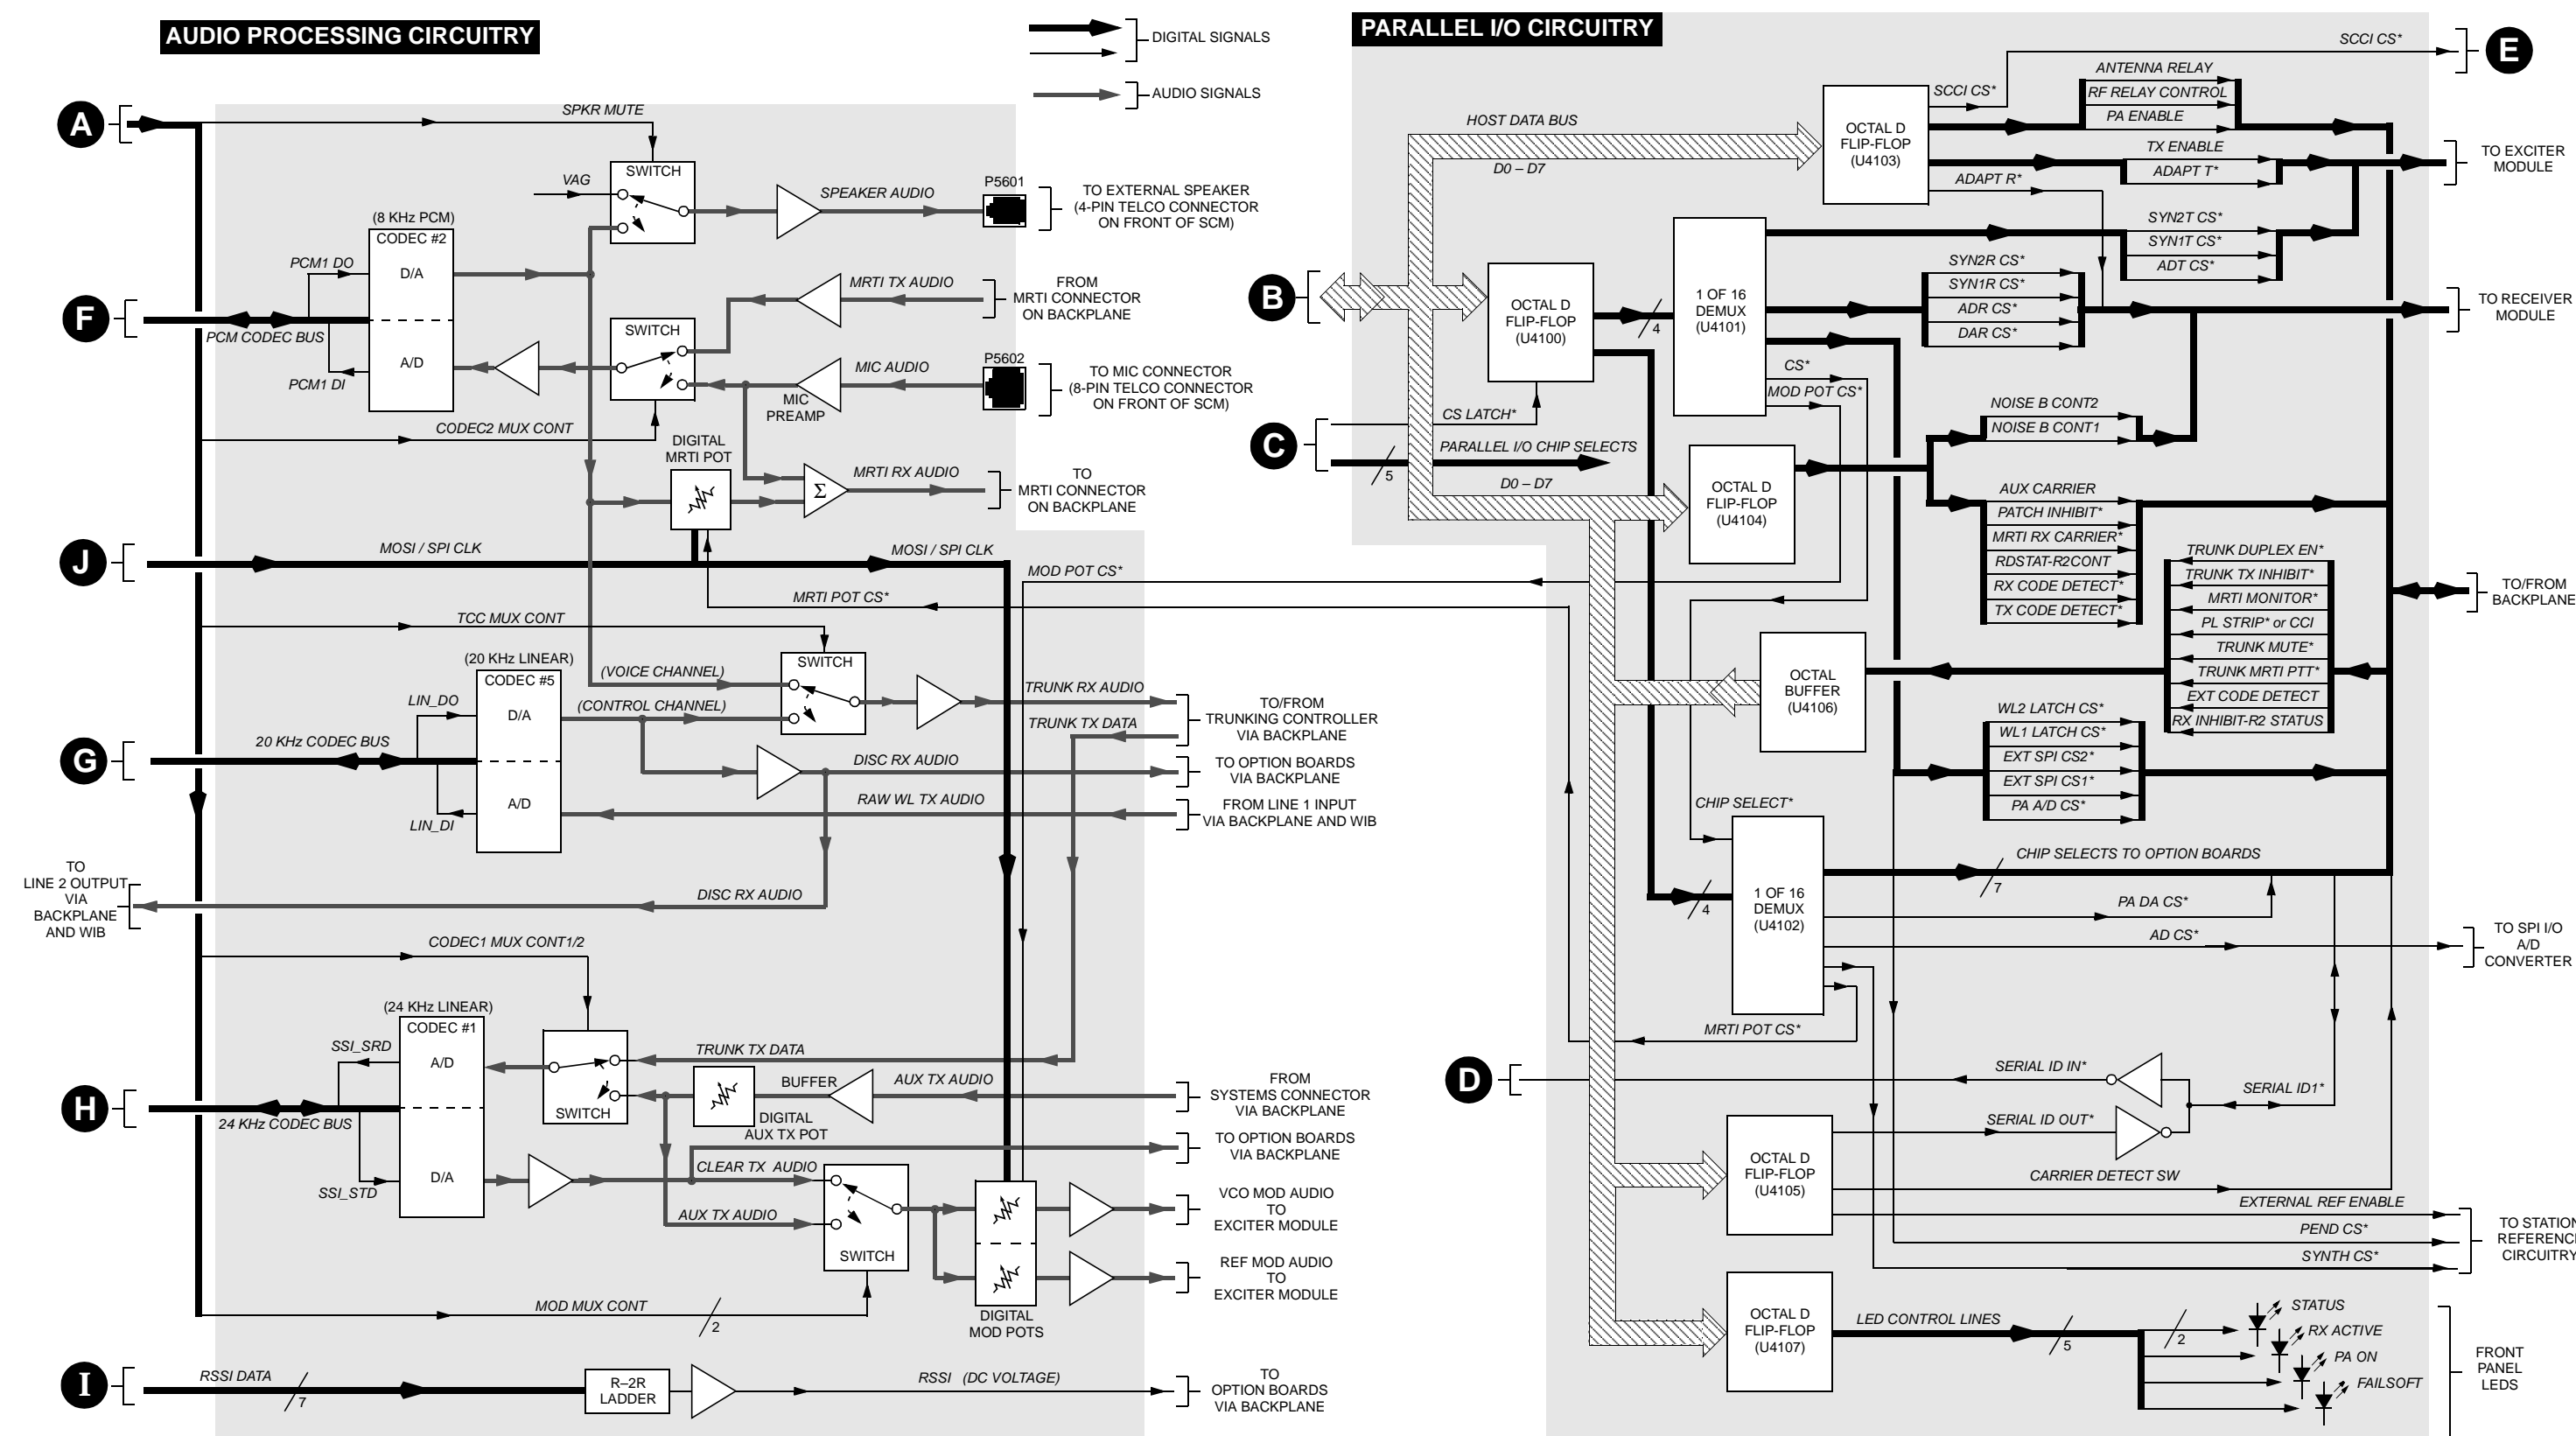 AUDIO PROCESSING CIRCUITRY
DIGITAL SIGNALS
AUDIO SIGNALS
A
SPKR MUTE
SWITCH
VAG
SPEAKER AUDIO
P5601
TO EXTERNAL SPEAKER
(4-PIN TELCO CONNECTOR
ON FRONT OF SCM)
(8 KHz PCM)
CODEC #2
D/A
A/D
PCM1 DO
F
PCM CODEC BUS
PCM1 DI
MRTI TX AUDIO
FROM
MRTI CONNECTOR
ON BACKPLANE
SWITCH
MIC AUDIO
MIC
PREAMP
P5602
TO MIC CONNECTOR
(8-PIN TELCO CONNECTOR
ON FRONT OF SCM)
CODEC2 MUX CONT
DIGITAL
MRTI POT
Σ
MRTI RX AUDIO
TO
MRTI CONNECTOR
ON BACKPLANE
J
MOSI / SPI CLK
MOSI / SPI CLK
MOD POT CS*
MRTI POT CS*
TCC MUX CONT
SWITCH
(20 KHz LINEAR)
CODEC #5
D/A
A/D
(VOICE CHANNEL)
(CONTROL CHANNEL)
LIN_DO
G
20 KHz CODEC BUS
LIN_DI
TRUNK RX AUDIO
TRUNK TX DATA
TO/FROM
TRUNKING CONTROLLER
VIA BACKPLANE
DISC RX AUDIO
TO OPTION BOARDS
VIA BACKPLANE
RAW WL TX AUDIO
FROM LINE 1 INPUT
VIA BACKPLANE AND WIB
TO
LINE 2 OUTPUT
VIA
BACKPLANE
AND WIB
DISC RX AUDIO
CODEC1 MUX CONT1/2
(24 KHz LINEAR)
CODEC #1
A/D
D/A
SSI_SRD
H
24 KHz CODEC BUS
SSI_STD
SWITCH
TRUNK TX DATA
BUFFER
AUX TX AUDIO
DIGITAL
AUX TX POT
FROM
SYSTEMS CONNECTOR
VIA BACKPLANE
TO OPTION BOARDS
VIA BACKPLANE
CLEAR TX AUDIO
AUX TX AUDIO
SWITCH
VCO MOD AUDIO
TO
EXCITER MODULE
REF MOD AUDIO
TO
EXCITER MODULE
DIGITAL
MOD POTS
MOD MUX CONT
2
I
RSSI DATA
7
R–2R
LADDER
RSSI (DC VOLTAGE)
TO
OPTION BOARDS
VIA BACKPLANE
PARALLEL I/O CIRCUITRY
HOST DATA BUS
D0 – D7
OCTAL D
FLIP-FLOP
(U4103)
SCCI CS*
SCCI CS*
E
ANTENNA RELAY
RF RELAY CONTROL
PA ENABLE
TX ENABLE
ADAPT T*
ADAPT R*
TO EXCITER
MODULE
SYN2T CS*
SYN1T CS*
ADT CS*
B
OCTAL D
FLIP-FLOP
(U4100)
4
1 OF 16
DEMUX
(U4101)
SYN2R CS*
SYN1R CS*
ADR CS*
DAR CS*
TO RECEIVER
MODULE
CS*
MOD POT CS*
C
CS LATCH*
PARALLEL I/O CHIP SELECTS
5
D0 – D7
OCTAL D
FLIP-FLOP
(U4104)
NOISE B CONT2
NOISE B CONT1
AUX CARRIER
PATCH INHIBIT*
MRTI RX CARRIER*
RDSTAT-R2CONT
RX CODE DETECT*
TX CODE DETECT*
TRUNK DUPLEX EN*
TRUNK TX INHIBIT*
MRTI MONITOR*
PL STRIP* or CCI
TRUNK MUTE*
TRUNK MRTI PTT*
EXT CODE DETECT
RX INHIBIT-R2 STATUS
TO/FROM
BACKPLANE
OCTAL
BUFFER
(U4106)
WL2 LATCH CS*
WL1 LATCH CS*
EXT SPI CS2*
EXT SPI CS1*
PA A/D CS*
CHIP SELECT*
4
1 OF 16
DEMUX
(U4102)
CHIP SELECTS TO OPTION BOARDS
7
PA DA CS*
AD CS*
TO SPI I/O
A/D
CONVERTER
MRTI POT CS*
D
SERIAL ID IN*
SERIAL ID1*
SERIAL ID OUT*
OCTAL D
FLIP-FLOP
(U4105)
CARRIER DETECT SW
EXTERNAL REF ENABLE
PEND CS*
SYNTH CS*
TO STATION
REFERENCE
CIRCUITRY
OCTAL D
FLIP-FLOP
(U4107)
LED CONTROL LINES
5
2
STATUS
RX ACTIVE
PA ON
FAILSOFT
FRONT
PANEL
LEDS